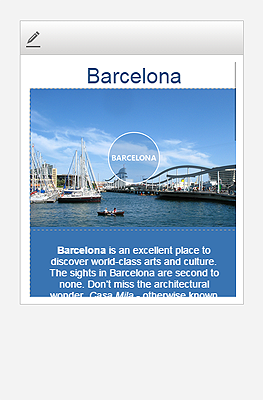 Barcelona
BARCELONA
Barcelona is an excellent place to
discover world-class arts and culture.
The sights in Barcelona are second to
none. Don't miss the architectural
wonder, Casa Mila - otherwise known